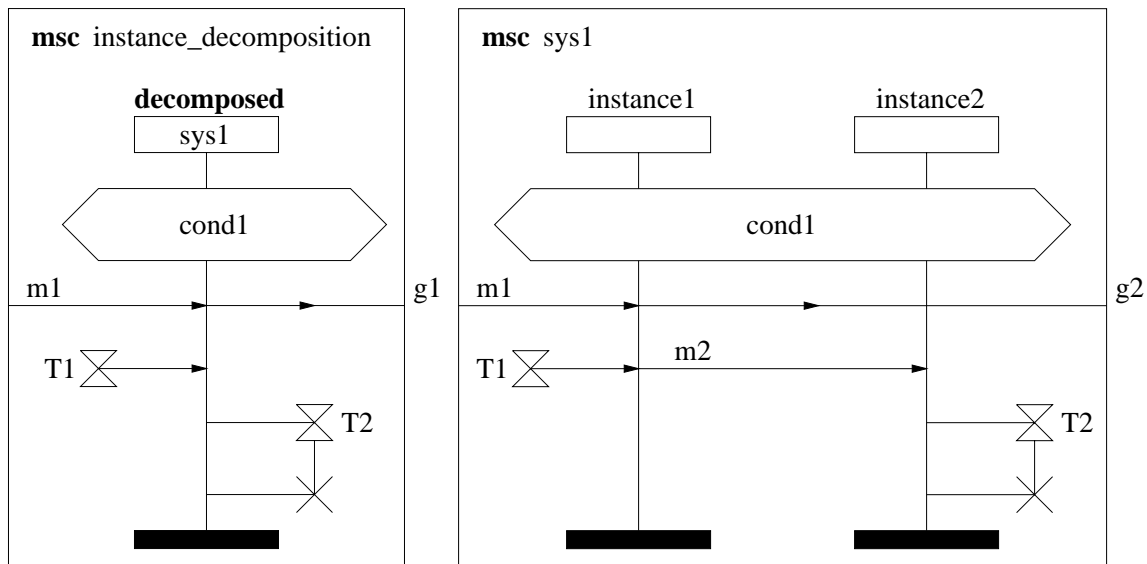 msc instance_decomposition
decomposed
sys1
cond1
m1
g1
T1
T2
msc sys1
instance1
instance2
cond1
m1
g2
T1
m2
T2